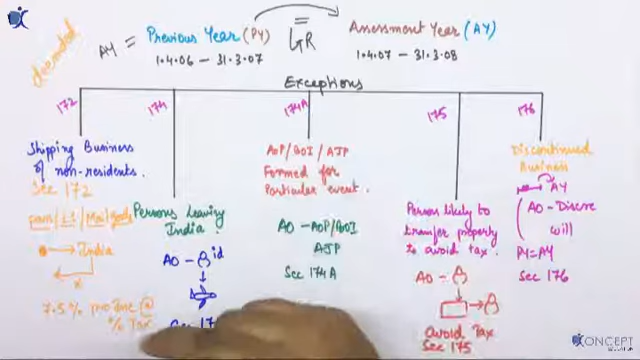 AY = Previous Year (PY)
GR
Assessment Year (AY)
1.4.06 – 31.3.07
1.4.07 – 31.3.08
Exceptions
172
174
174A
175
176
Shipping Business
of non-residents.
Sec 172
India
x
7.5%
% Tax
Persons Leaving
India
AO –
AOP/BOI/AJP
Formed for
Particular event.
AO – AOP/BOI
AJP
Sec 174A
Persons likely to
transfer property
to avoid tax.
AO –
Avoid Tax
Sec 175
Discontinued
Business
AY
AO – Discre
will
PY = AY
Sec 176
CONCEPT